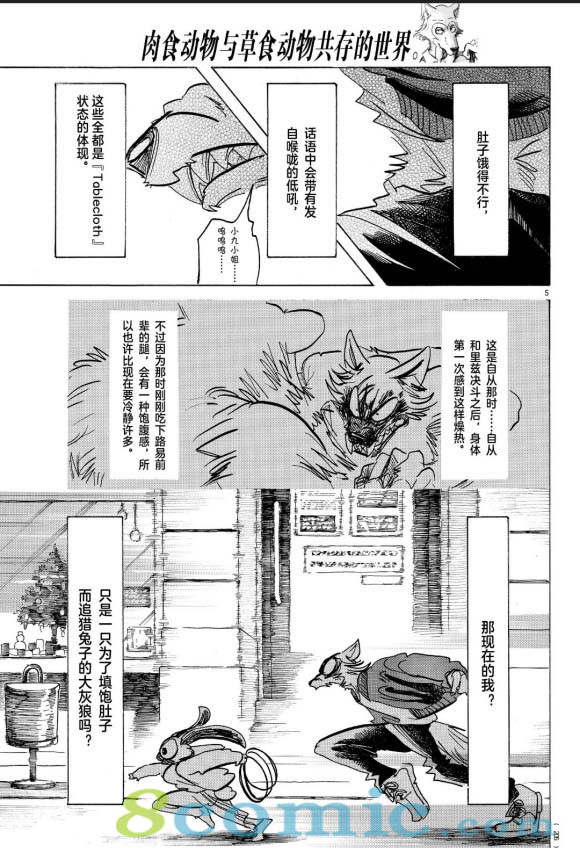 肉食动物与草食动物共存的世界
肚子饿得不行，
话语中会带有发
自喉咙的低吼，
小九小姐……
呜呜呜……
这些全都是『Tablecloth』
状态的体现。
5
这是自从那时……自从
和里兹决斗之后，身体
第一次感到这样燥热。
不过因为那时刚刚吃下路易前
辈的腿，会有一种饱腹感，所
以也许比现在要冷静许多。
那现在的我？
只是一只为了填饱肚子
而追猎兔子的大灰狼吗？
8comic.com